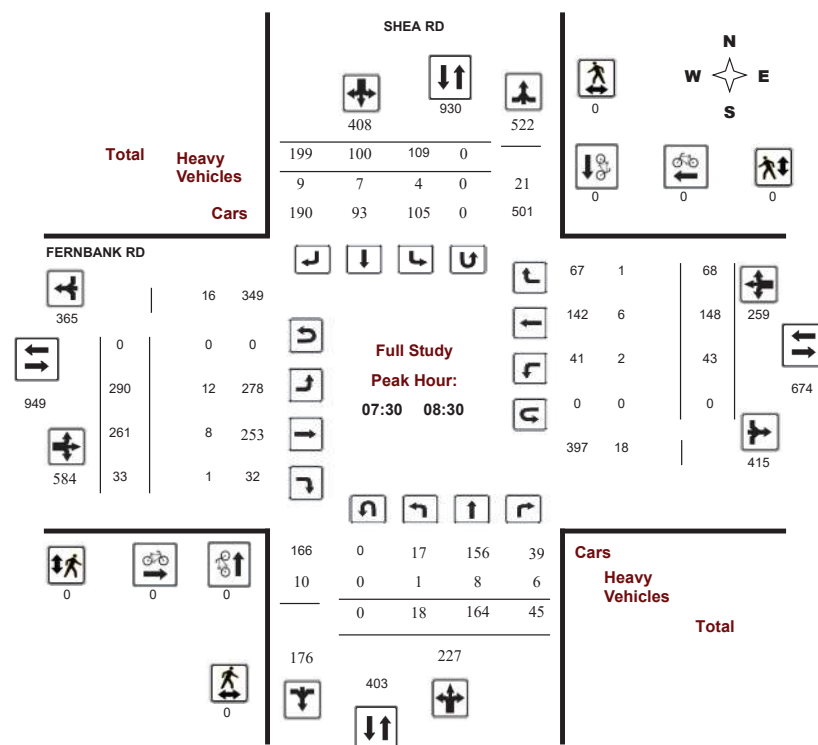 SHEA RD
N
W E
S
930
0
408
522
Total
Heavy
Vehicles
Cars
199 100 109 0
9 7 4 0 21
190 93 105 0 501
0 0 0
FERNBANK RD
365
16 349
0 0 0
949
290 12 278
261 8 253
584
33 1 32
Full Study
Peak Hour:
07:30 08:30
67 1 68
142 6 148 259
41 2 43
674
0 0 0
397 18
415
0 0 0
0
166 0 17 156 39
10 0 1 8 6
0 18 164 45
176 227
403
Cars
Heavy
Vehicles
Total